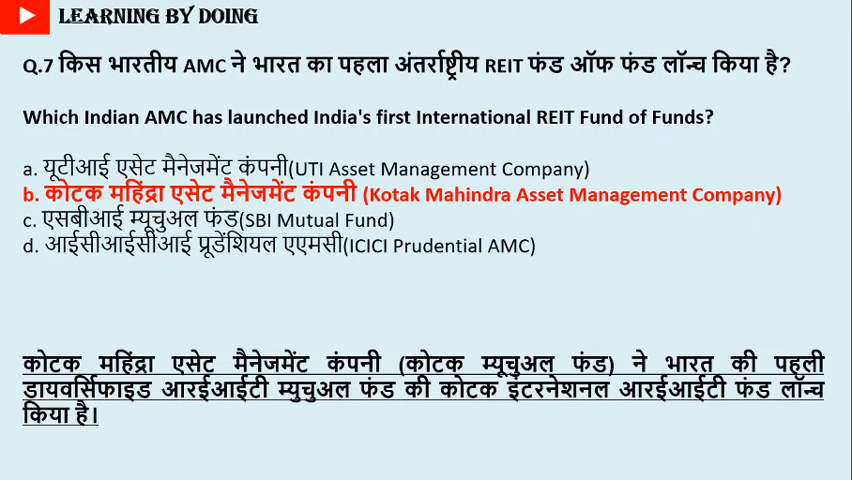 LEARNING BY DOING
Q.7 किस भारतीय AMC ने भारत का पहला अंतर्राष्ट्रीय REIT फंड ऑफ फंड लॉन्च किया है?
Which Indian AMC has launched India's first International REIT Fund of Funds?
a. यूटीआई एसेट मैनेजमेंट कंपनी(UTI Asset Management Company)
b. कोटक महिंद्रा एसेट मैनेजमेंट कंपनी (Kotak Mahindra Asset Management Company)
c. एसबीआई म्यूचुअल फंड(SBI Mutual Fund)
d. आईसीआईसीआई प्रूडेंशियल एएमसी(ICICI Prudential AMC)
कोटक महिंद्रा एसेट मैनेजमेंट कंपनी (कोटक म्यूचुअल फंड) ने भारत की पहली
डायवर्सिफाइड आरईआईटी म्युचुअल फंड की कोटक इंटरनेशनल आरईआईटी फंड लॉन्च
किया है।